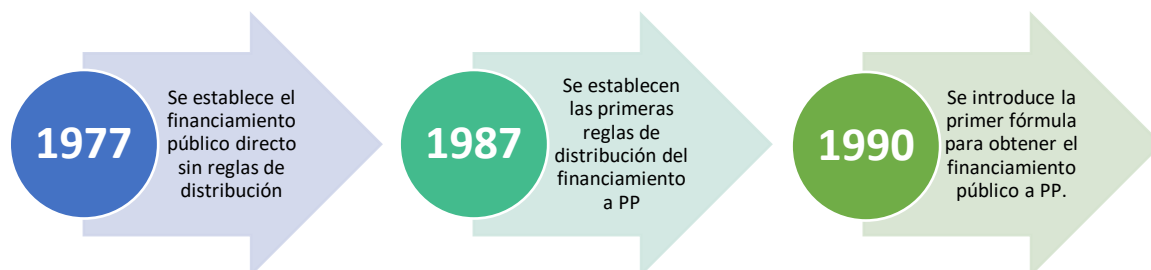 1977
Se establece el
financiamiento
público directo
sin reglas de
distribución
1987
Se establecen
las primeras
reglas de
distribución del
financiamiento
a PP
1990
Se introduce la
primer fórmula
para obtener el
financiamiento
público a PP.